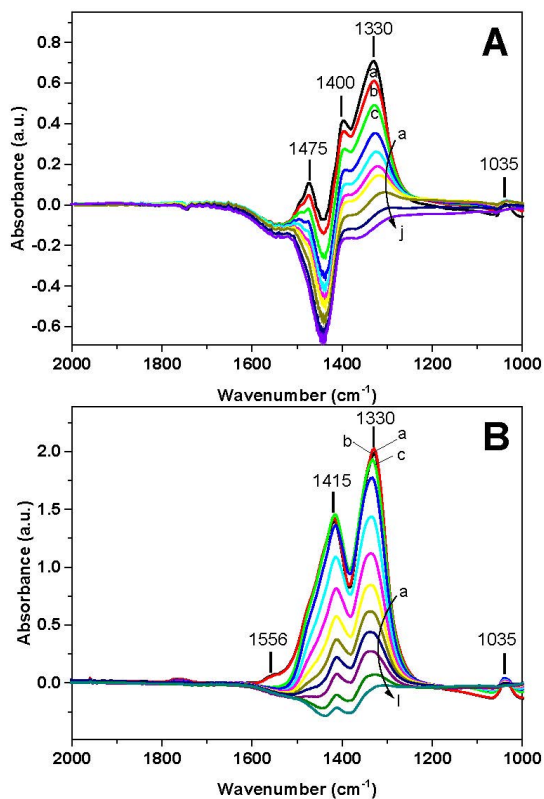 A
1330
a
b
c
1400
1475
a
1035
j
0.8
0.6
0.4
0.2
0.0
-0.2
-0.4
-0.6
Absorbance (a.u.)
2000 1800 1600 1400 1200 1000
Wavenumber (cm-1)
B
1330
b a
c
1415
1556
a
1035
l
2.0
1.5
1.0
0.5
0.0
Absorbance (a.u.)
2000 1800 1600 1400 1200 1000
Wavenumber (cm-1)